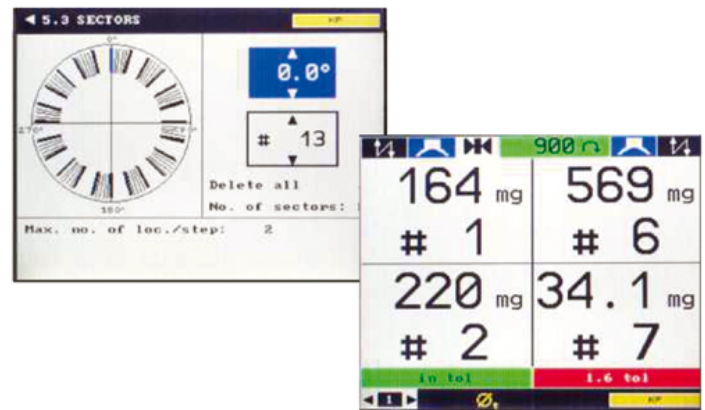 ◀ 5.3 SECTORS
KP
0°
0.0°
# 13
270°
180°
Delete all
No. of sectors:
Max. no. of loc./step: 2
900
164 mg
# 1
569 mg
# 6
220 mg
# 2
34.1 mg
# 7
in tol
1.6 tol
◀ 1 ▶
KP